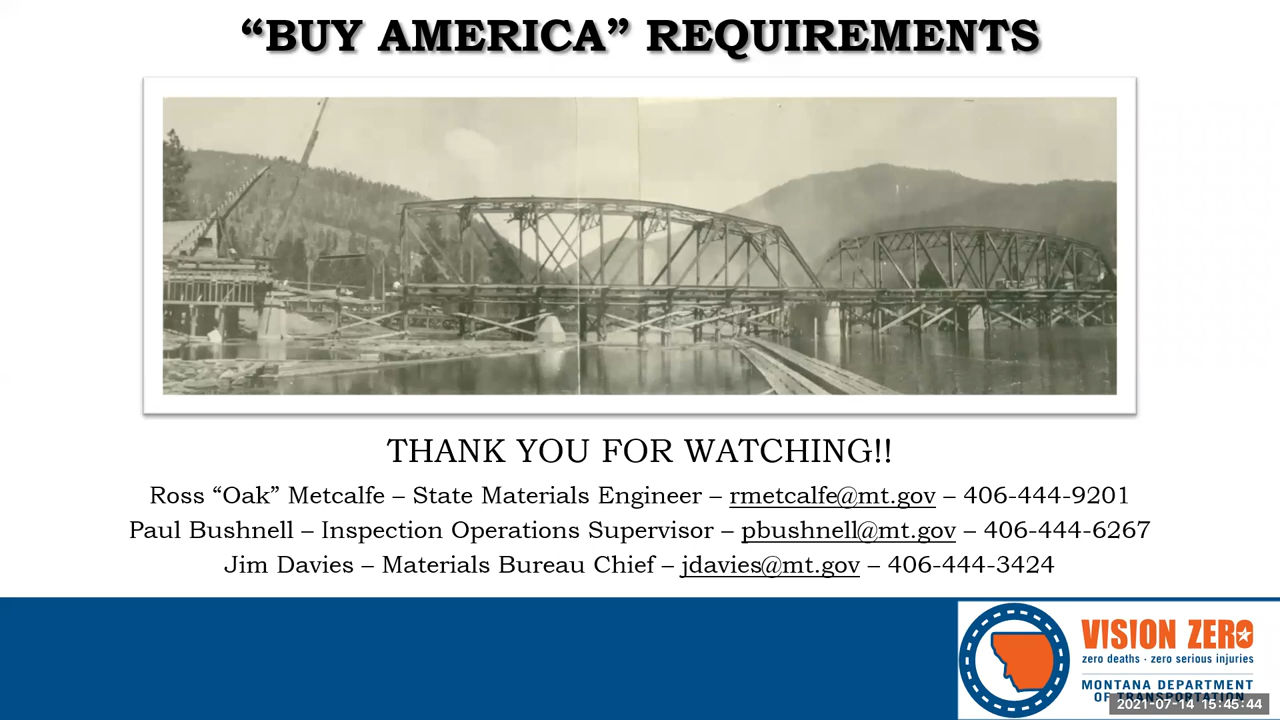 “BUY AMERICA” REQUIREMENTS
THANK YOU FOR WATCHING!!
Ross “Oak” Metcalfe – State Materials Engineer – rmetcalfe@mt.gov – 406-444-9201
Paul Bushnell – Inspection Operations Supervisor – pbushnell@mt.gov – 406-444-6267
Jim Davies – Materials Bureau Chief – jdavies@mt.gov – 406-444-3424
VISION ZERO
zero deaths · zero serious injuries
MONTANA DEPARTMENT
OF TRANSPORTATION
2021-07-14 15:45:44